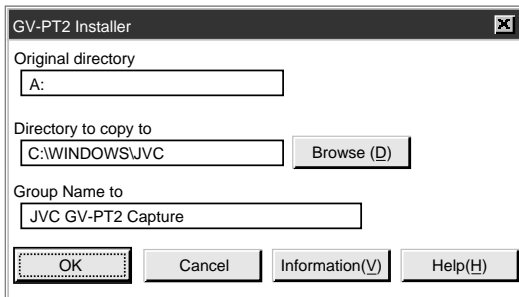 GV-PT2 Installer
Original directory
A:
Directory to copy to
C:\WINDOWS\JVC
Browse (D)
Group Name to
JVC GV-PT2 Capture
OK Cancel Information(V) Help(H)